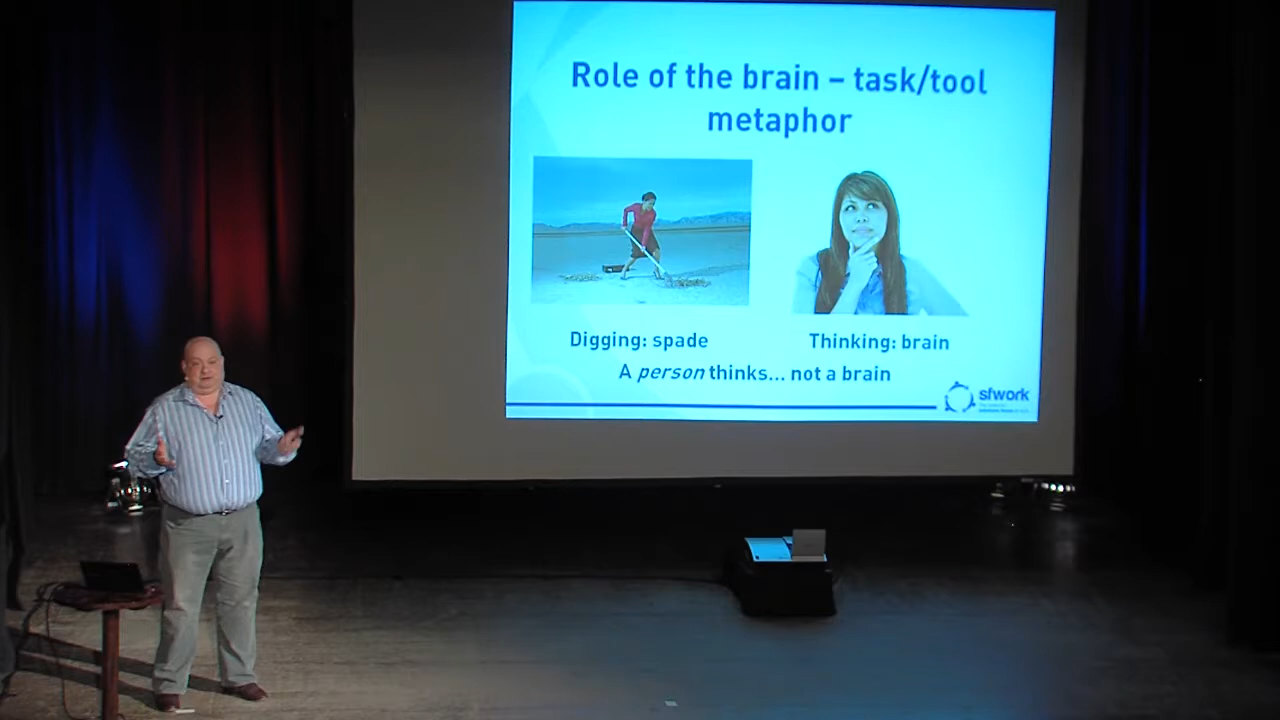 Role of the brain – task/tool
metaphor
Digging: spade
Thinking: brain
A person thinks... not a brain
sfwork